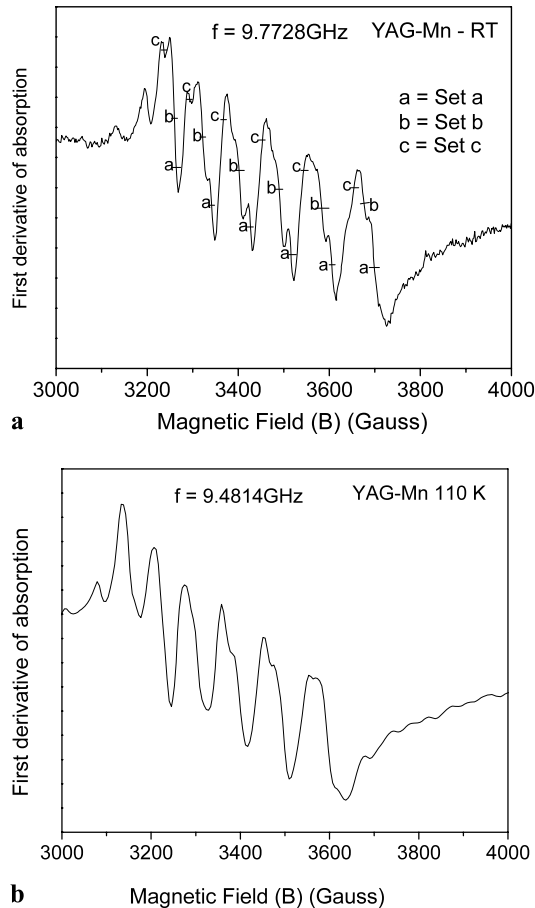 f = 9.7728GHz YAG-Mn - RT
a = Set a
b = Set b
c = Set c
c
b
a
c
b
a
c
b
a
c
b
a
c
b
a
c
b
a
First derivative of absorption
3000 3200 3400 3600 3800 4000
Magnetic Field (B) (Gauss)
a
f = 9.4814GHz YAG-Mn 110 K
First derivative of absorption
3000 3200 3400 3600 3800 4000
Magnetic Field (B) (Gauss)
b